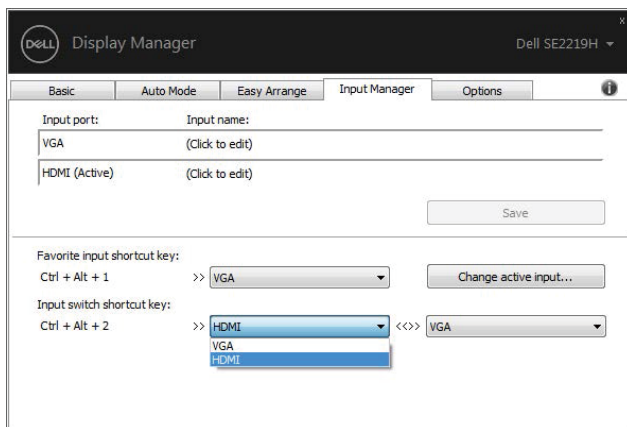 x
DELL Display Manager Dell SE2219H
Basic Auto Mode Easy Arrange Input Manager Options i
Input port: Input name:
VGA (Click to edit)
HDMI (Active) (Click to edit)
Save
Favorite input shortcut key:
Ctrl + Alt + 1 >> VGA Change active input...
Input switch shortcut key:
Ctrl + Alt + 2 >> HDMI <<>> VGA
VGA
HDMI